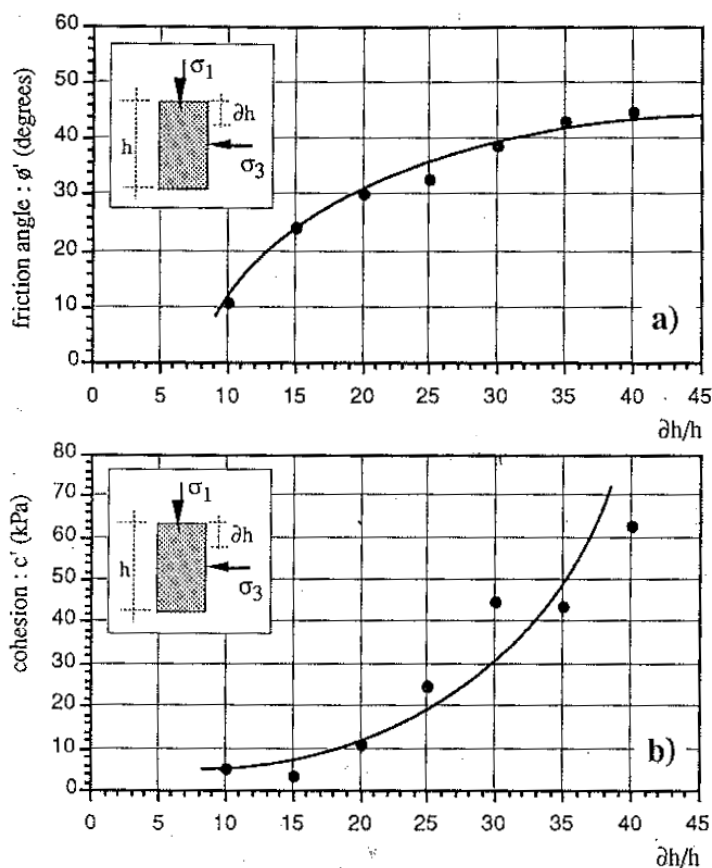 60
50
40
30
20
10
0
friction angle : ø' (degrees)
σ1
∂h
h
σ3
a)
0 5 10 15 20 25 30 35 40 45
∂h/h
80
70
60
50
40
30
20
10
0
cohesion : c' (kPa)
σ1
∂h
h
σ3
b)
0 5 10 15 20 25 30 35 40 45
∂h/h